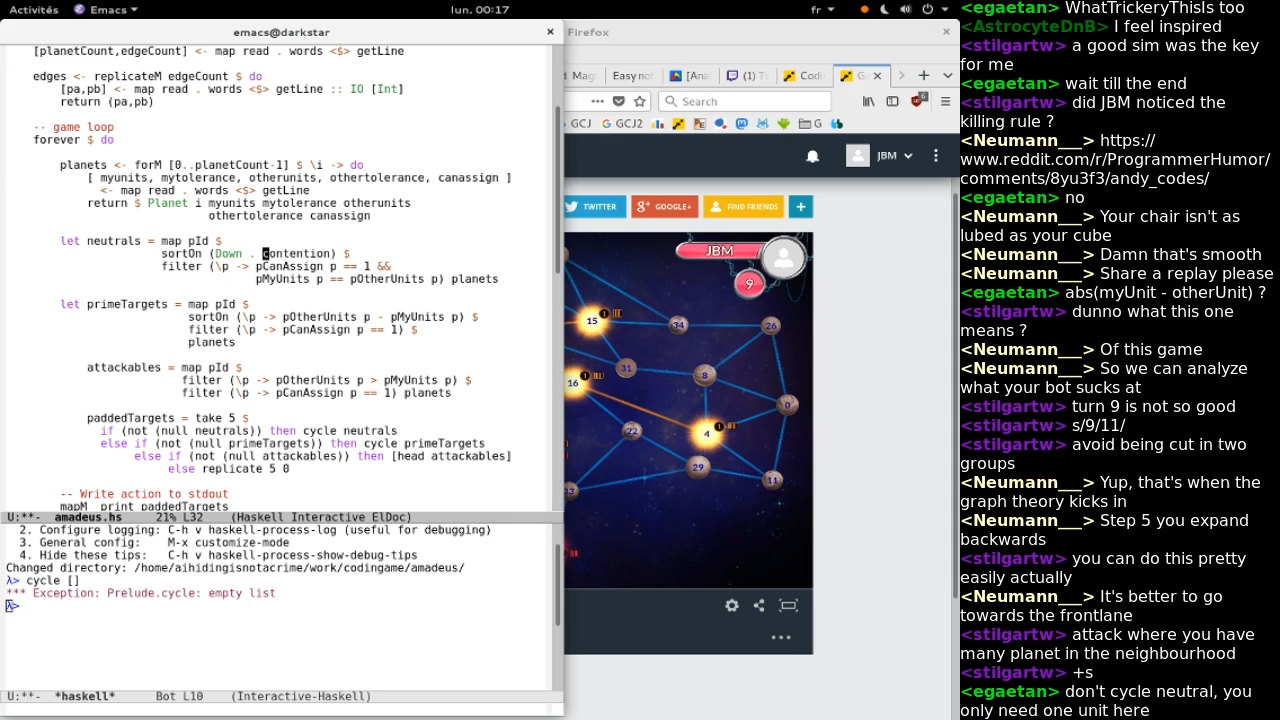 Activités
Emacs
lun. 00:17
fr
emacs@darkstar
[planetCount,edgeCount] <- map read . words <$> getLine
edges <- replicateM edgeCount $ do
[pa,pb] <- map read . words <$> getLine :: IO [Int]
return (pa,pb)
-- game loop
forever $ do
planets <- forM [0..planetCount-1] $ \i -> do
[ myunits, mytolerance, otherunits, othertolerance, canassign ]
<- map read . words <$> getLine
return $ Planet i myunits mytolerance otherunits
othertolerance canassign
let neutrals = map pId $
sortOn (Down . contention) $
filter (\p -> pCanAssign p == 1 &&
pMyUnits p == pOtherUnits p) planets
let primeTargets = map pId $
sortOn (\p -> pOtherUnits p - pMyUnits p) $
filter (\p -> pCanAssign p == 1) $
planets
attackables = map pId $
filter (\p -> pOtherUnits p > pMyUnits p) $
filter (\p -> pCanAssign p == 1) planets
paddedTargets = take 5 $
if (not (null neutrals)) then cycle neutrals
else if (not (null primeTargets)) then cycle primeTargets
else if (not (null attackables)) then [head attackables]
else replicate 5 0
-- Write action to stdout
mapM_ print paddedTargets
U:**-  amadeus.hs     21% L32    (Haskell Interactive ElDoc)
2. Configure logging: C-h v haskell-process-log (useful for debugging)
3. General config:    M-x customize-mode
4. Hide these tips:   C-h v haskell-process-show-debug-tips
Changed directory: /home/aihidingisnotacrime/work/codingame/amadeus/
λ> cycle []
*** Exception: Prelude.cycle: empty list
λ>
U:**-  *haskell*      Bot L10    (Interactive-Haskell)
Firefox
Easy not
[Ana
(1) T
Codi
Search
GCJ
GCJ2
G
JBM
TWITTER
GOOGLE+
FIND FRIENDS
JBM
9
15
34
26
31
8
16
0
22
4
29
11
<egaetan> WhatTrickeryThisIs too
<AstrocyteDnB> I feel inspired
<stilgartw> a good sim was the key
for me
<egaetan> wait till the end
<stilgartw> did JBM noticed the
killing rule ?
<Neumann___> https://
www.reddit.com/r/ProgrammerHumor/
comments/8yu3f3/andy_codes/
<egaetan> no
<Neumann___> Your chair isn't as
lubed as your cube
<Neumann___> Damn that's smooth
<Neumann___> Share a replay please
<egaetan> abs(myUnit - otherUnit) ?
<stilgartw> dunno what this one
means ?
<Neumann___> Of this game
<Neumann___> So we can analyze
what your bot sucks at
<stilgartw> turn 9 is not so good
<stilgartw> s/9/11/
<stilgartw> avoid being cut in two
groups
<Neumann___> Yup, that's when the
graph theory kicks in
<Neumann___> Step 5 you expand
backwards
<stilgartw> you can do this pretty
easily actually
<Neumann___> It's better to go
towards the frontlane
<stilgartw> attack where you have
many planet in the neighbourhood
<stilgartw> +s
<egaetan> don't cycle neutral, you
only need one unit here